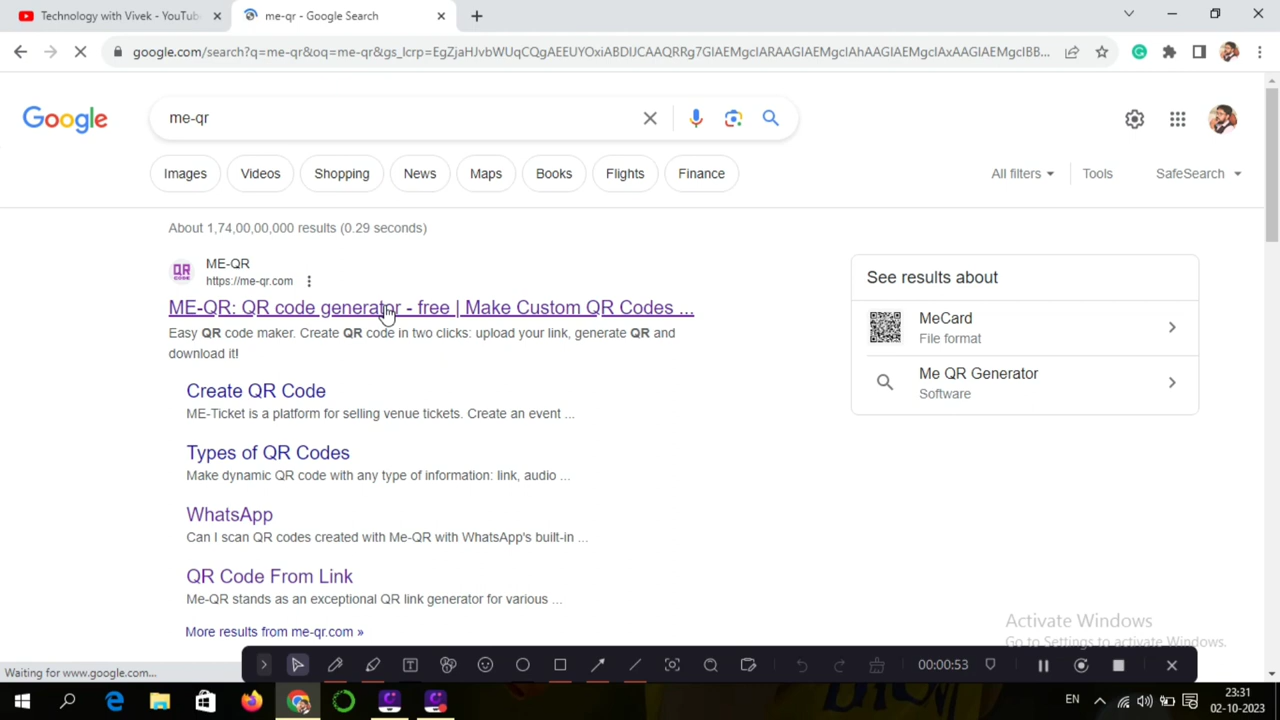 Technology with Vivek - YouTub
me-qr - Google Search
google.com/search?q=me-qr&oq=me-qr&gs_lcrp=EgZjaHJvbWUqCQgAEEUYOxiABDIJCAAQRRg7GIAEMgcIARAAGIAEMgcIAhAAGIAEMgcIAxAAGIAEMgcIBB...
Google
me-qr
Images
Videos
Shopping
News
Maps
Books
Flights
Finance
All filters
Tools
SafeSearch
About 1,74,00,00,000 results (0.29 seconds)
QR
CODE
ME-QR
https://me-qr.com
ME-QR: QR code generator - free | Make Custom QR Codes ...
Easy QR code maker. Create QR code in two clicks: upload your link, generate QR and
download it!
Create QR Code
ME-Ticket is a platform for selling venue tickets. Create an event ...
Types of QR Codes
Make dynamic QR code with any type of information: link, audio ...
WhatsApp
Can I scan QR codes created with Me-QR with WhatsApp's built-in ...
QR Code From Link
Me-QR stands as an exceptional QR link generator for various ...
More results from me-qr.com »
See results about
MeCard
File format
Me QR Generator
Software
Activate Windows
Go to Settings to activate Windows.
Waiting for www.google.com...
00:00:53
EN
23:31
02-10-2023